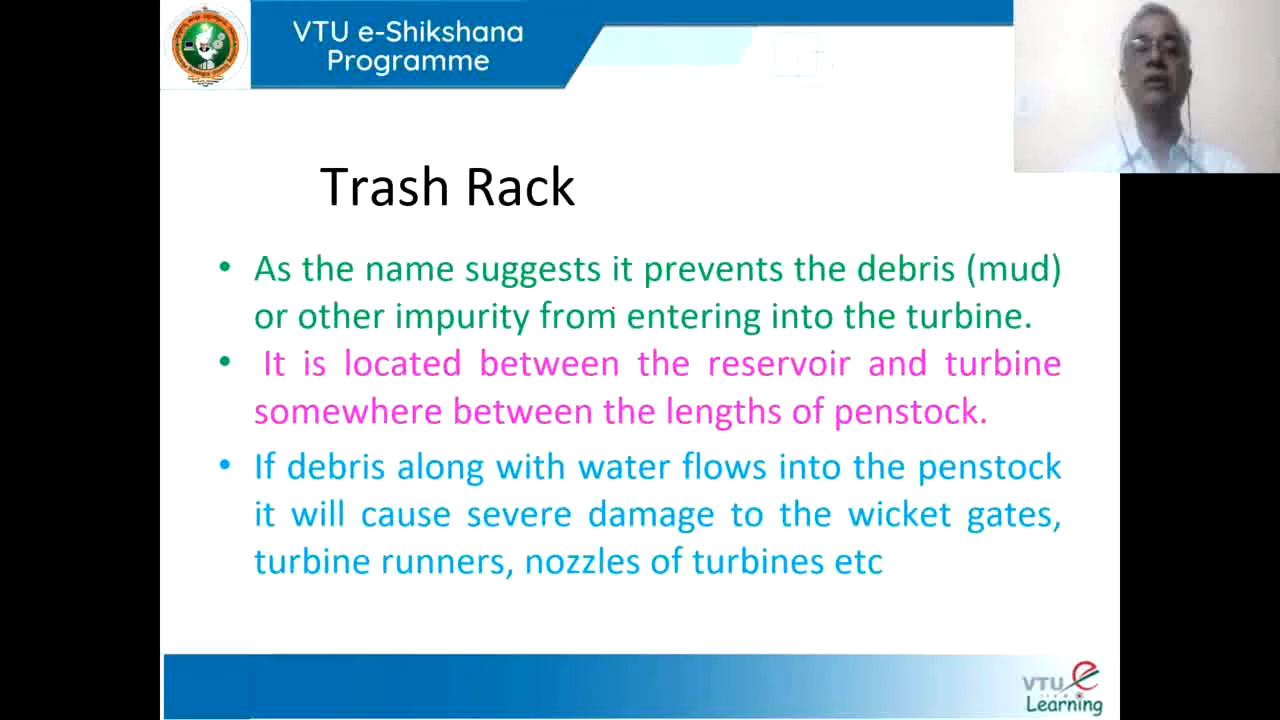 VTU e-Shikshana
Programme
Trash Rack
• As the name suggests it prevents the debris (mud)
or other impurity from entering into the turbine.
• It is located between the reservoir and turbine
somewhere between the lengths of penstock.
• If debris along with water flows into the penstock
it will cause severe damage to the wicket gates,
turbine runners, nozzles of turbines etc
VTU e
Learning